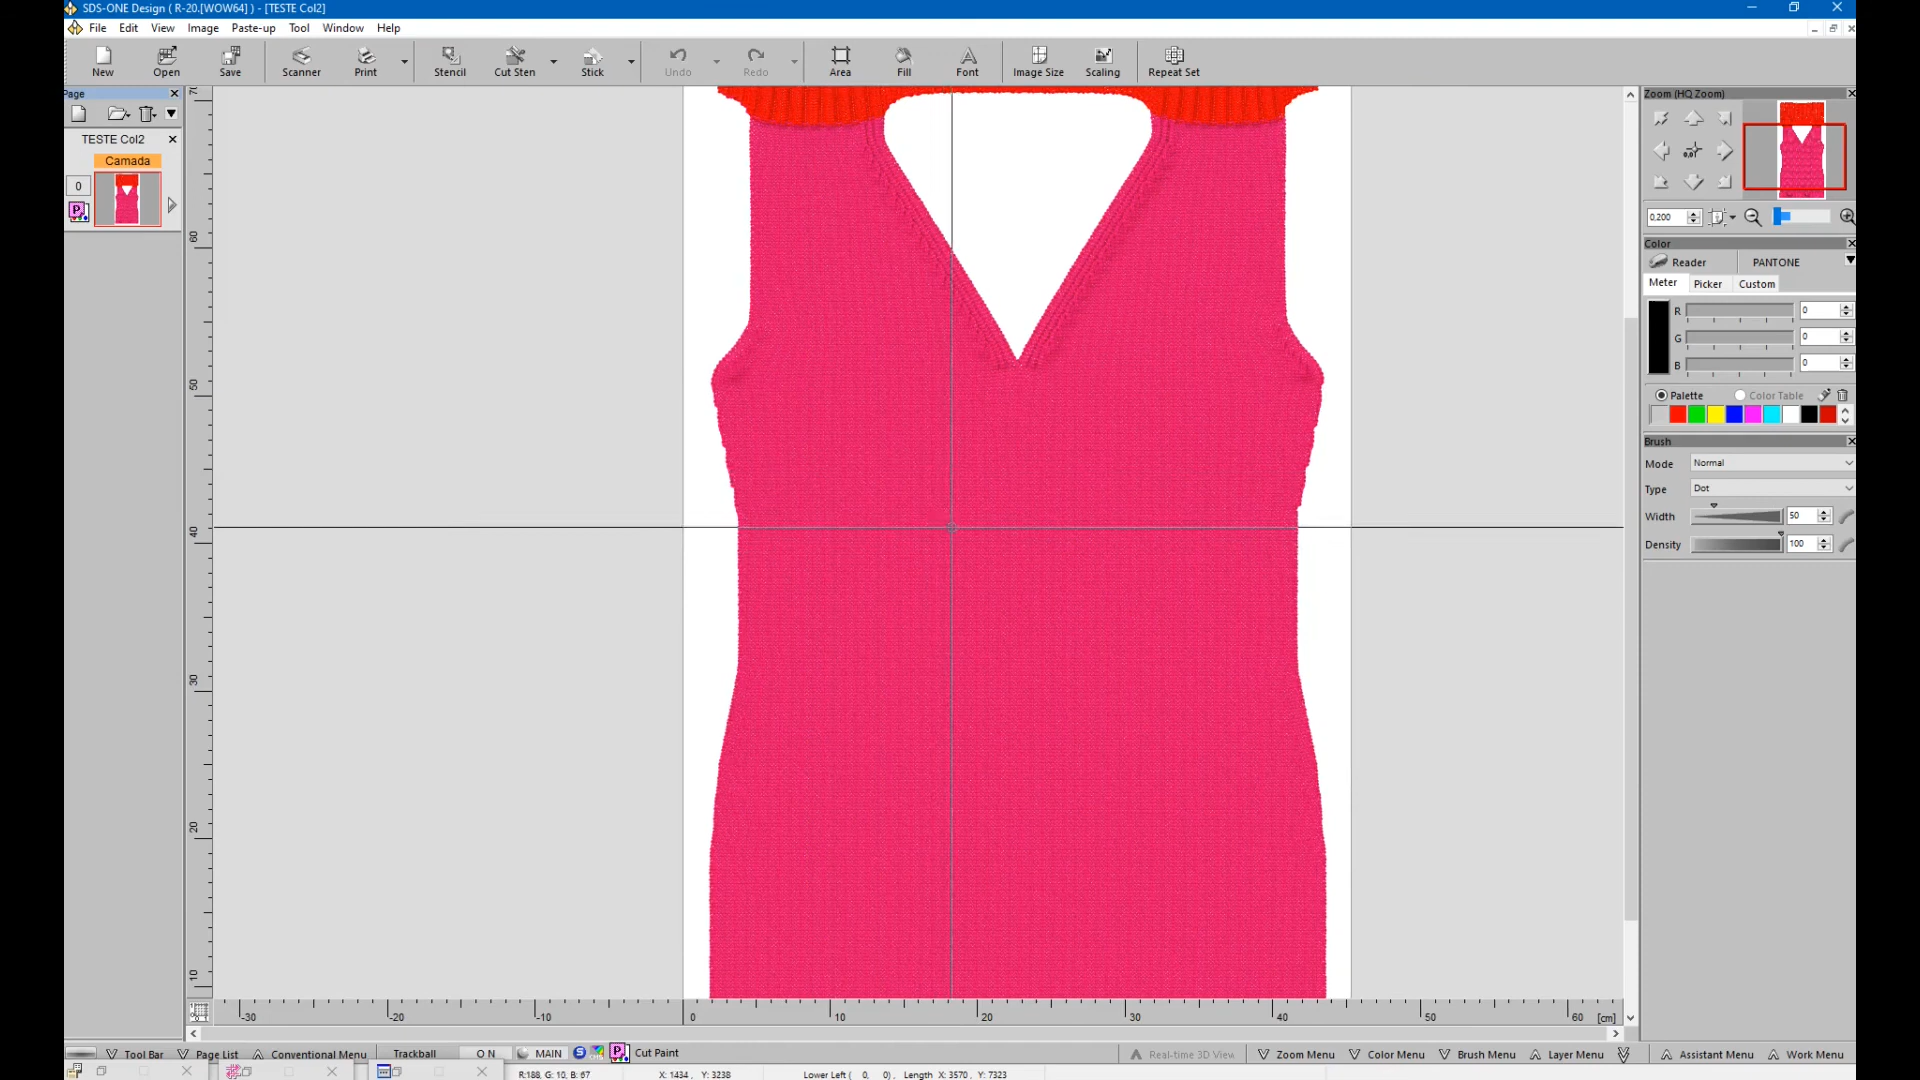 SDS-ONE Design ( R-20.[WOW64] ) - [TESTE Col2]
File Edit View Image Paste-up Tool Window Help
New Open Save Scanner Print Stencil Cut Sten Stick Undo Redo Area Fill Font Image Size Scaling Repeat Set
Page
TESTE Col2
Camada
0
P
70
60
50
40
30
20
10
-30 -20 -10 0 10 20 30 40 50 60 [cm]
Zoom (HQ Zoom)
0,0
0,200
Color
Reader PANTONE
Meter Picker Custom
R 0
G 0
B 0
Palette Color Table
Brush
Mode Normal
Type Dot
Width 50
Density 100
Tool Bar Page List Conventional Menu Trackball O N MAIN S P Cut Paint Real-time 3D View Zoom Menu Color Menu Brush Menu Layer Menu Assistant Menu Work Menu
R:188, G: 10, B: 67 X: 1434 , Y: 3238 Lower Left ( 0, 0), Length X: 3570 , Y: 7323